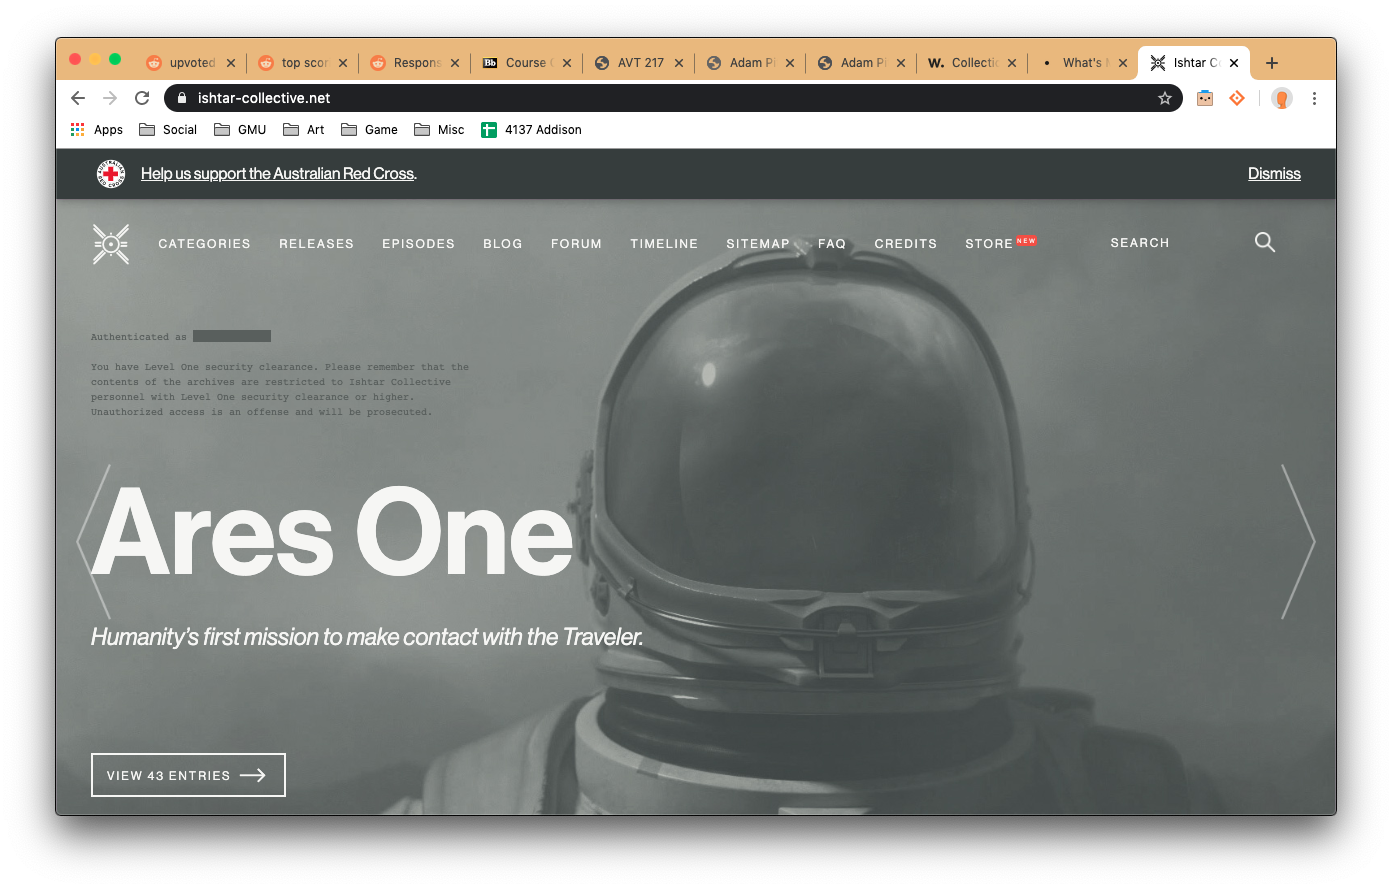 upvoted
top scor
Respons
Bb Course
AVT 217
Adam Pi
Adam Pi
W. Collectio
What's
Ishtar C
ishtar-collective.net
Apps Social GMU Art Game Misc 4137 Addison
Help us support the Australian Red Cross. Dismiss
CATEGORIES RELEASES EPISODES BLOG FORUM TIMELINE SITEMAP FAQ CREDITS STORE NEW SEARCH
Authenticated as
You have Level One security clearance. Please remember that the
contents of the archives are restricted to Ishtar Collective
personnel with Level One security clearance or higher.
Unauthorized access is an offense and will be prosecuted.
Ares One
Humanity's first mission to make contact with the Traveler.
VIEW 43 ENTRIES